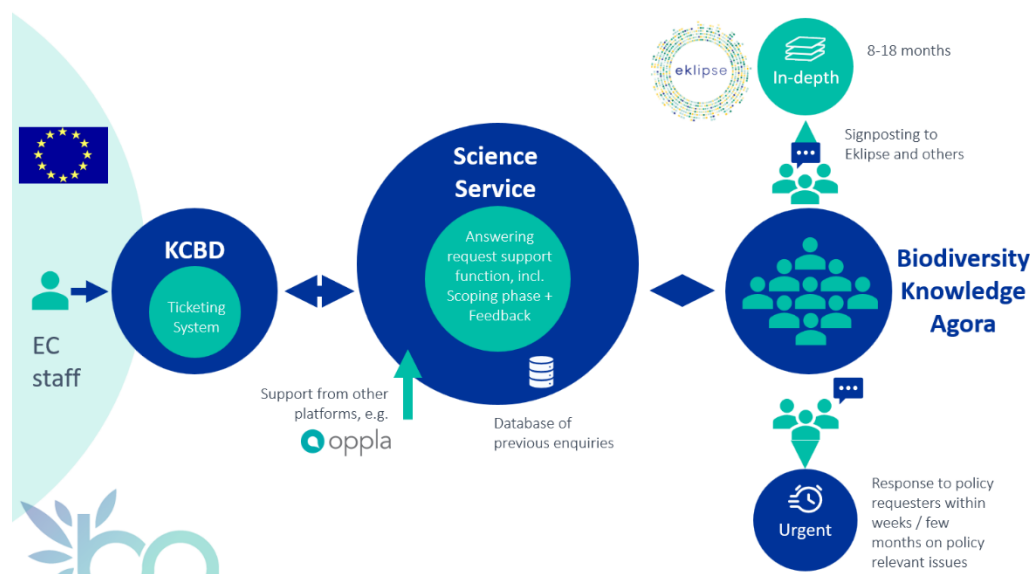 eklipse
In-depth
8-18 months
Signposting to
Eklipse and others
Science
Service
Answering
request support
function, incl.
Scoping phase +
Feedback
KCBD
Ticketing
System
EC
staff
Biodiversity
Knowledge
Agora
Support from other
platforms, e.g.
oppla
Database of
previous enquiries
Urgent
Response to policy
requesters within
weeks / few
months on policy
relevant issues